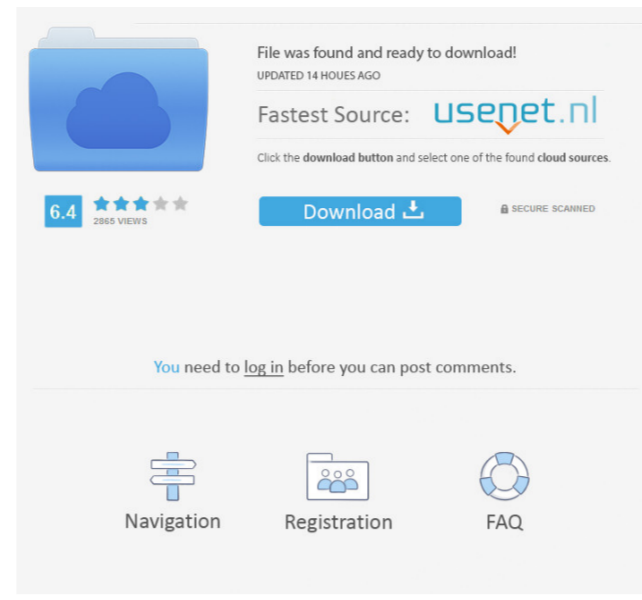 File was found and ready to download!
UPDATED 14 HOUES AGO
Fastest Source: usenet.nl
Click the download button and select one of the found cloud sources.
6.4
2865 VIEWS
Download
SECURE SCANNED
You need to log in before you can post comments.
Navigation
Registration
FAQ